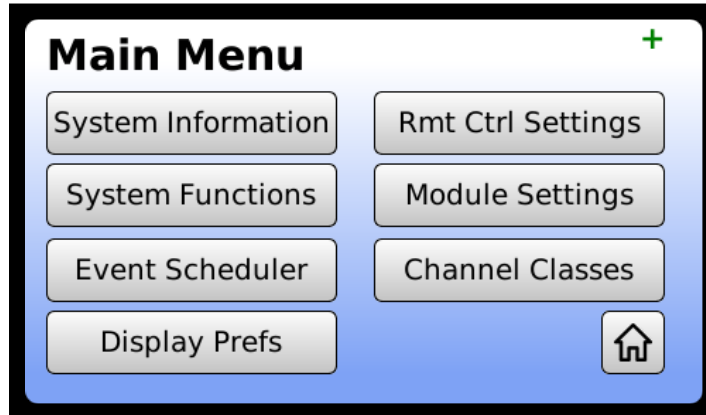 Main Menu
+
System Information
Rmt Ctrl Settings
System Functions
Module Settings
Event Scheduler
Channel Classes
Display Prefs